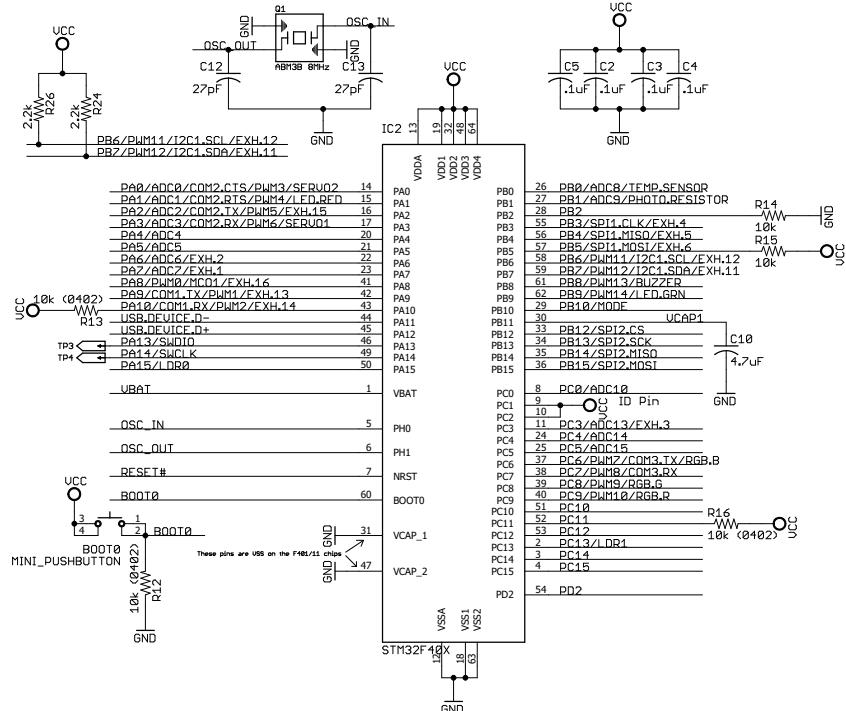 Q1
GND
OSC_IN
OSC_OUT
GND
ABM3B 8MHz
C12
27pF
C13
27pF
GND
VCC
R26
2.2k
R24
2.2k
PB6/PWM11/I2C1.SCL/EXH.12
PB7/PWM12/I2C1.SDA/EXH.11
VCC
C5
.1uF
C2
.1uF
C3
.1uF
C4
.1uF
GND
VCC
IC2
13
19
32
48
64
VDDA
VDD1
VDD2
VDD3
VDD4
PA0/ADC0/COM2.CTS/PWM3/SERVO2 14 PA0
PA1/ADC1/COM2.RTS/PWM4/LED.RED 15 PA1
PA2/ADC2/COM2.TX/PWM5/EXH.15 16 PA2
PA3/ADC3/COM2.RX/PWM6/SERVO1 17 PA3
PA4/ADC4 20 PA4
PA5/ADC5 21 PA5
PA6/ADC6/EXH.2 22 PA6
PA7/ADC7/EXH.1 23 PA7
PA8/PWM0/MCO1/EXH.16 41 PA8
PA9/COM1.TX/PWM1/EXH.13 42 PA9
PA10/COM1.RX/PWM2/EXH.14 43 PA10
USB.DEVICE.D- 44 PA11
USB.DEVICE.D+ 45 PA12
TP3 PA13/SWDIO 46 PA13
TP4 PA14/SWCLK 49 PA14
PA15/LDR0 50 PA15
VCC
10k (0402)
R13
VBAT 1 VBAT
OSC_IN 5 PH0
OSC_OUT 6 PH1
RESET# 7 NRST
BOOT0 60 BOOT0
GND 31 VCAP_1
These pins are VSS on the F401/11 chips
GND 47 VCAP_2
VCC
3
4
1
2
BOOT0
BOOT0
MINI_PUSHBUTTON
10k (0402)
R12
GND
PB0 26 PB0/ADC8/TEMP.SENSOR
PB1 27 PB1/ADC9/PHOTO.RESISTOR
PB2 28 PB2
PB3 55 PB3/SPI1.CLK/EXH.4
PB4 56 PB4/SPI1.MISO/EXH.5
PB5 57 PB5/SPI1.MOSI/EXH.6
PB6 58 PB6/PWM11/I2C1.SCL/EXH.12
PB7 59 PB7/PWM12/I2C1.SDA/EXH.11
PB8 61 PB8/PWM13/BUZZER
PB9 62 PB9/PWM14/LED.GRN
PB10 29 PB10/MODE
PB11 30 VCAP1
PB12 33 PB12/SPI2.CS
PB13 34 PB13/SPI2.SCK
PB14 35 PB14/SPI2.MISO
PB15 36 PB15/SPI2.MOSI
R14
10k
GND
R15
10k
VCC
C10
4.7uF
GND
PC0 8 PC0/ADC10
PC1 9
PC2 10
VCC
ID Pin
PC3 11 PC3/ADC13/EXH.3
PC4 24 PC4/ADC14
PC5 25 PC5/ADC15
PC6 37 PC6/PWM7/COM3.TX/RGB.B
PC7 38 PC7/PWM8/COM3.RX
PC8 39 PC8/PWM9/RGB.G
PC9 40 PC9/PWM10/RGB.R
PC10 51 PC10
PC11 52 PC11
PC12 53 PC12
PC13 2 PC13/LDR1
PC14 3 PC14
PC15 4 PC15
R16
10k (0402)
VCC
PD2 54 PD2
VSSA
VSS1
VSS2
STM32F40X
12
18
63
GND